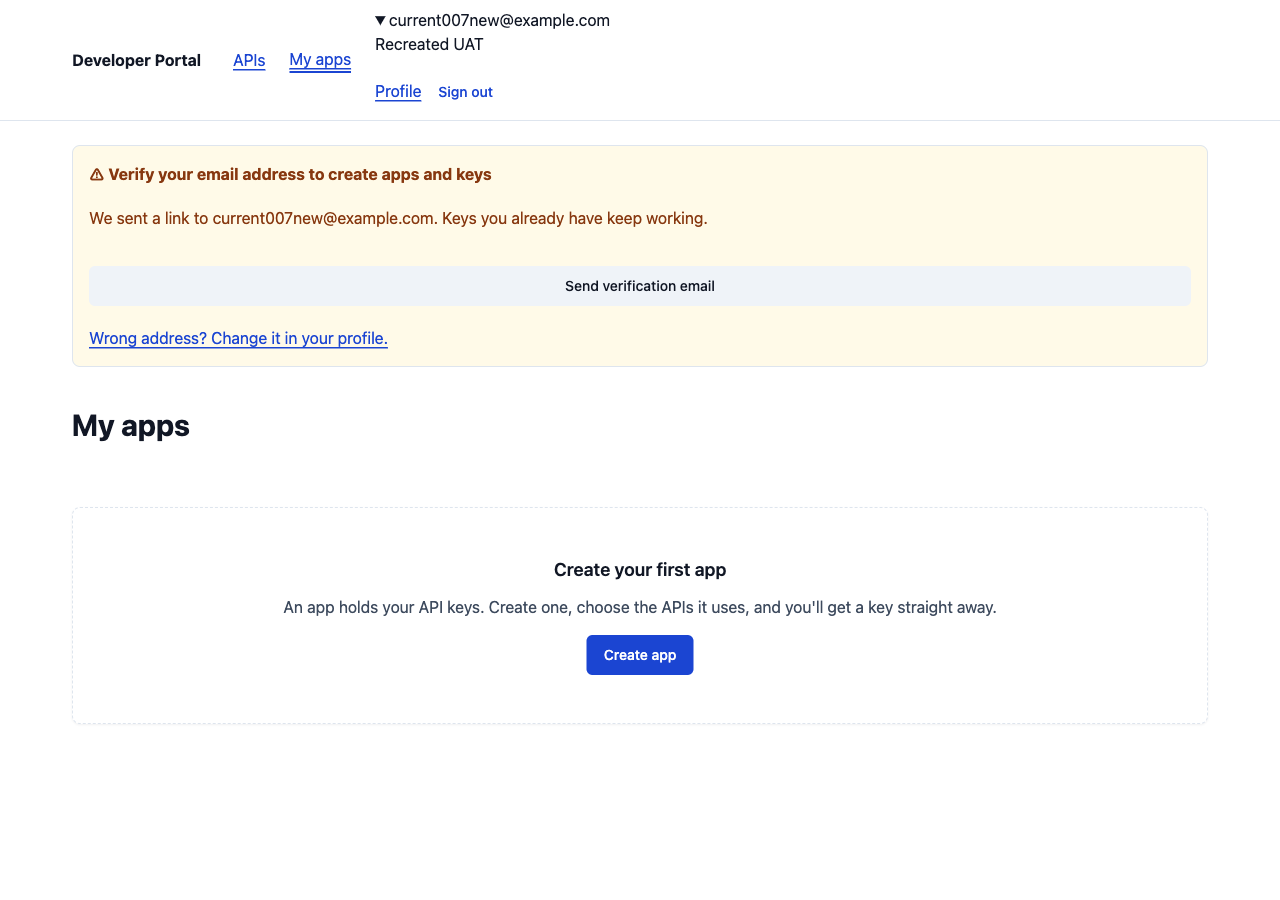 Developer Portal
APIs
My apps
current007new@example.com
Recreated UAT
Profile
Sign out
Verify your email address to create apps and keys
We sent a link to current007new@example.com. Keys you already have keep working.
Send verification email
Wrong address? Change it in your profile.
My apps
Create your first app
An app holds your API keys. Create one, choose the APIs it uses, and you'll get a key straight away.
Create app